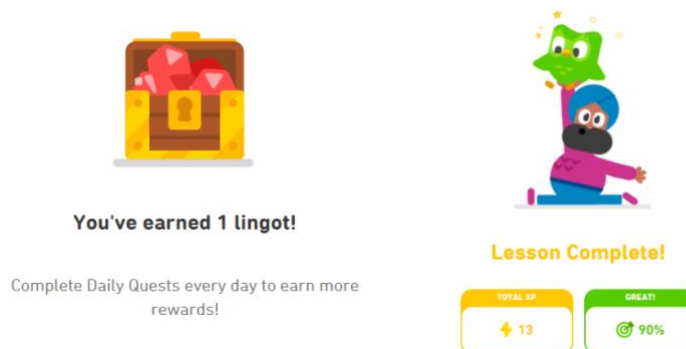 You've earned 1 lingot!
Complete Daily Quests every day to earn more
rewards!
Lesson Complete!
TOTAL XP
13
GREAT!
90%